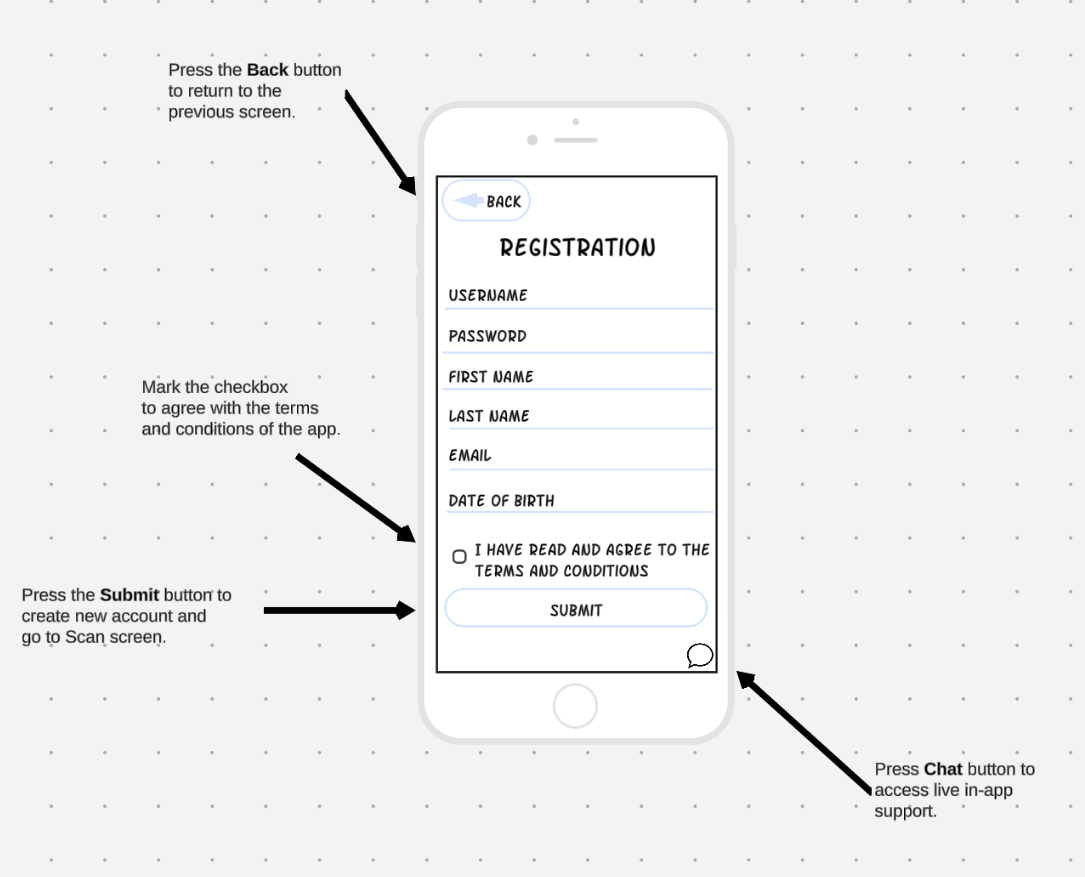 Press the Back button
to return to the
previous screen.
BACK
REGISTRATION
USERNAME
PASSWORD
FIRST NAME
LAST NAME
EMAIL
DATE OF BIRTH
Mark the checkbox
to agree with the terms
and conditions of the app.
I HAVE READ AND AGREE TO THE
TERMS AND CONDITIONS
Press the Submit button to
create new account and
go to Scan screen.
SUBMIT
Press Chat button to
access live in-app
support.